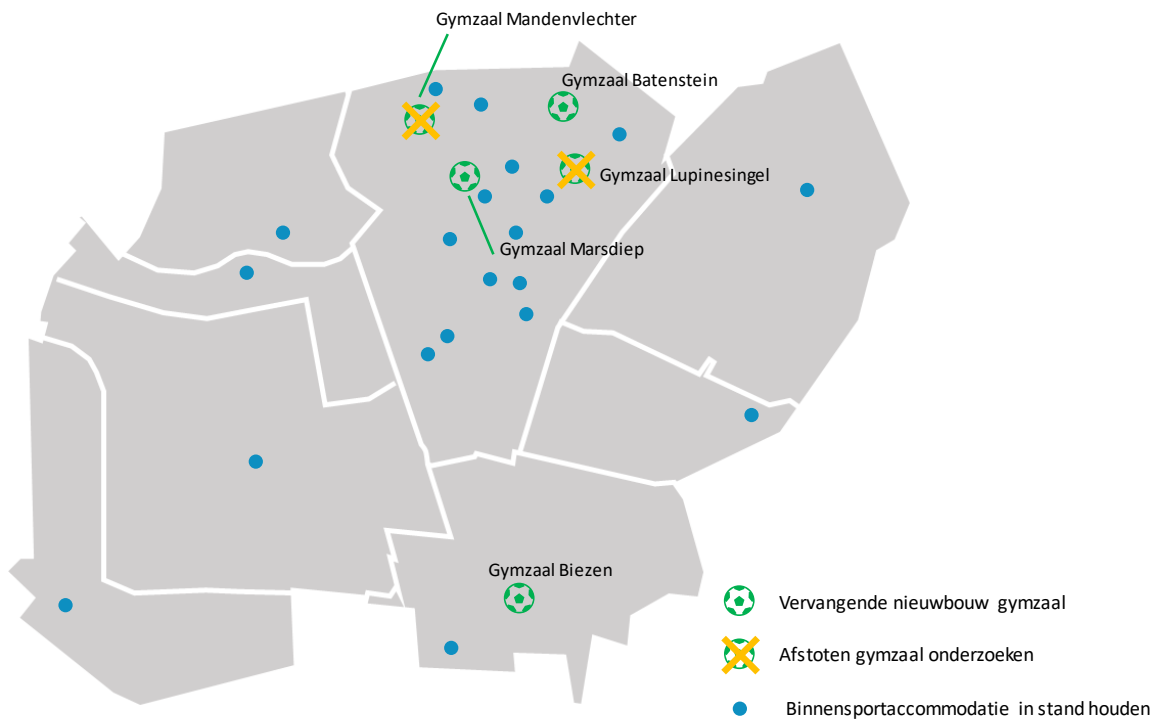 Gymzaal Mandenvlechter
Gymzaal Batenstein
Gymzaal Lupinesingel
Gymzaal Marsdiep
Gymzaal Biezen
Vervangende nieuwbouw gymzaal
Afstoten gymzaal onderzoeken
Binnensportaccommodatie in stand houden